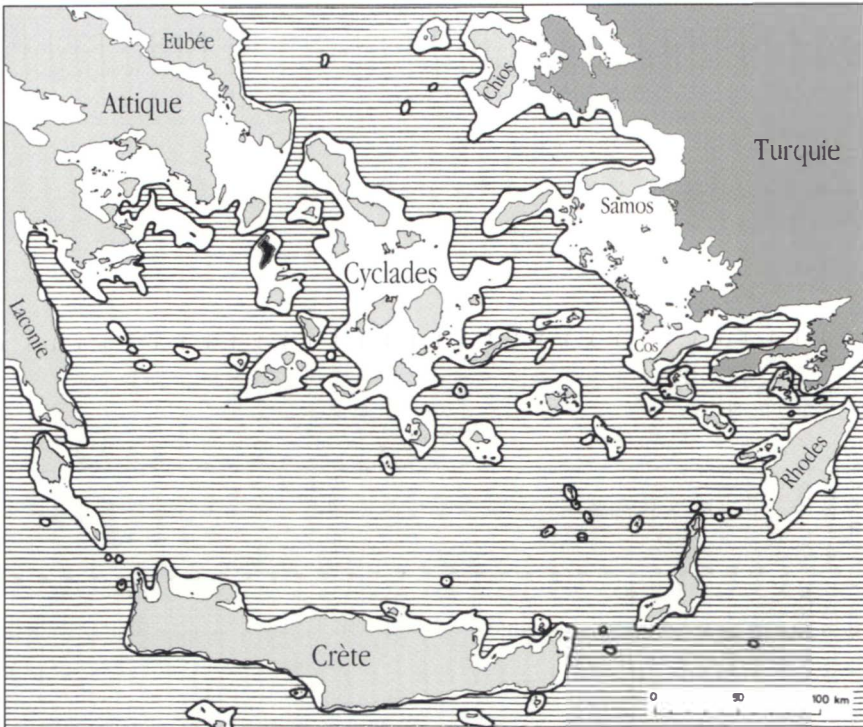 Eubée
Attique
Chios
Turquie
Samos
Cyclades
Laconie
Cos
Rhodes
Crète
0 50 100 km